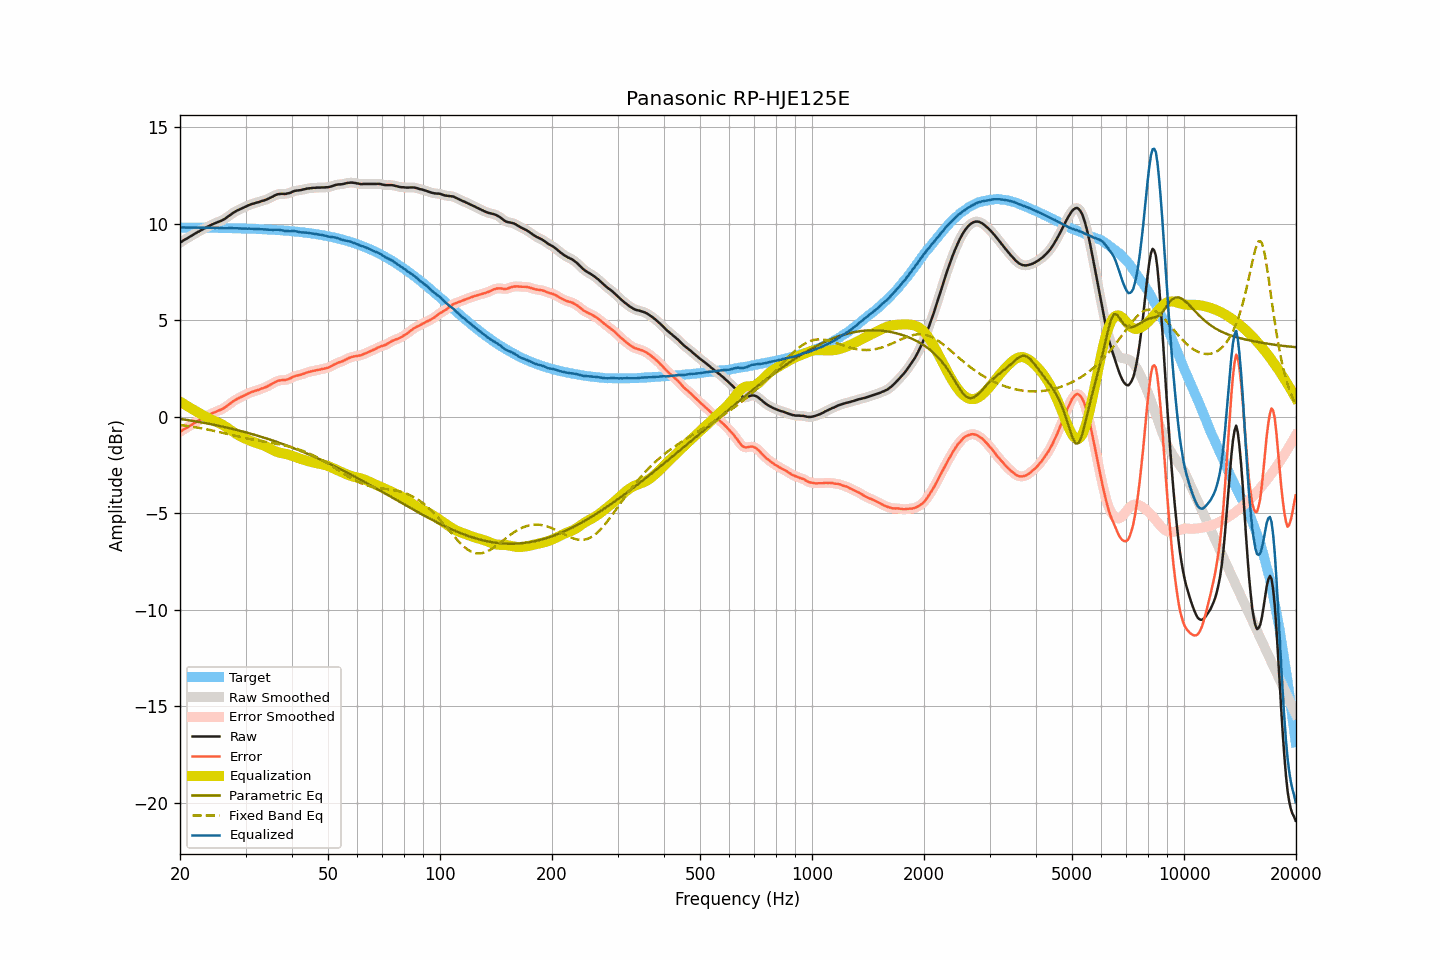 Panasonic RP-HJE125E
15
10
5
0
−5
−10
−15
−20
Amplitude (dBr)
Target
Raw Smoothed
Error Smoothed
Raw
Error
Equalization
Parametric Eq
Fixed Band Eq
Equalized
20 50 100 200 500 1000 2000 5000 10000 20000
Frequency (Hz)